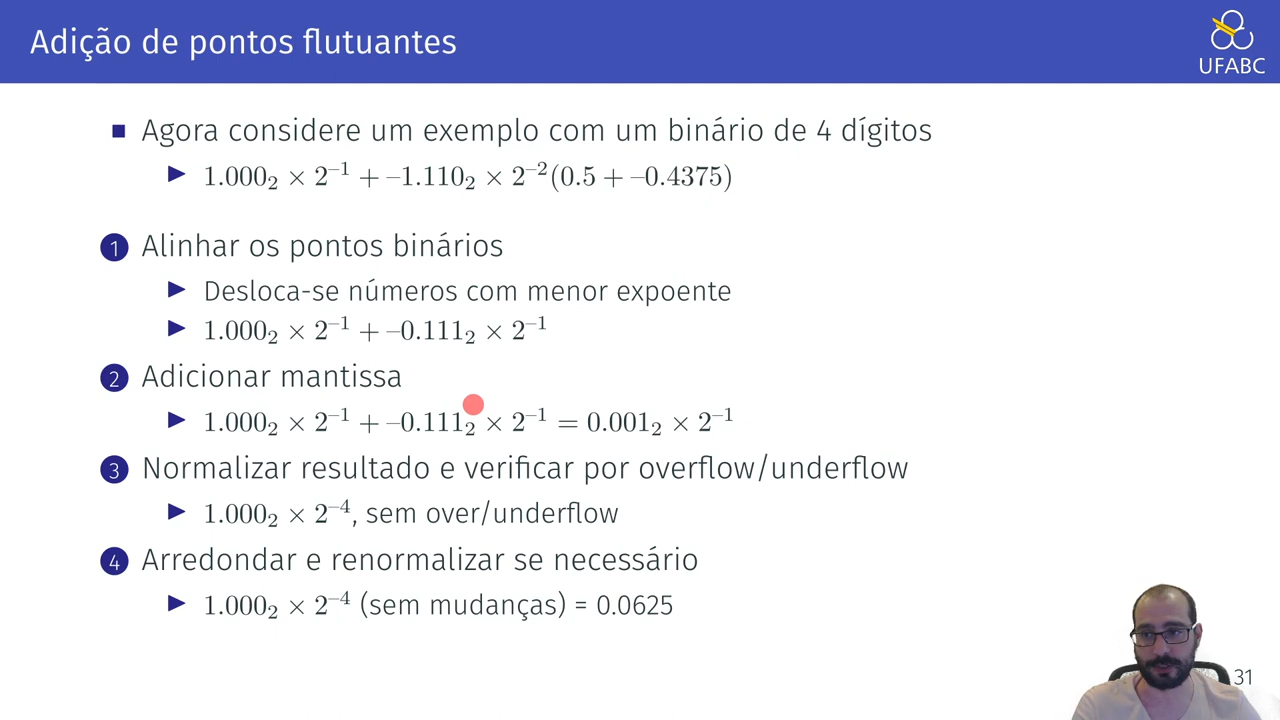 Adição de pontos flutuantes
UFABC
Agora considere um exemplo com um binário de 4 dígitos
1.000₂ × 2⁻¹ + –1.110₂ × 2⁻²(0.5 + –0.4375)
1 Alinhar os pontos binários
Desloca-se números com menor expoente
1.000₂ × 2⁻¹ + –0.111₂ × 2⁻¹
2 Adicionar mantissa
1.000₂ × 2⁻¹ + –0.111₂ × 2⁻¹ = 0.001₂ × 2⁻¹
3 Normalizar resultado e verificar por overflow/underflow
1.000₂ × 2⁻⁴, sem over/underflow
4 Arredondar e renormalizar se necessário
1.000₂ × 2⁻⁴ (sem mudanças) = 0.0625
31